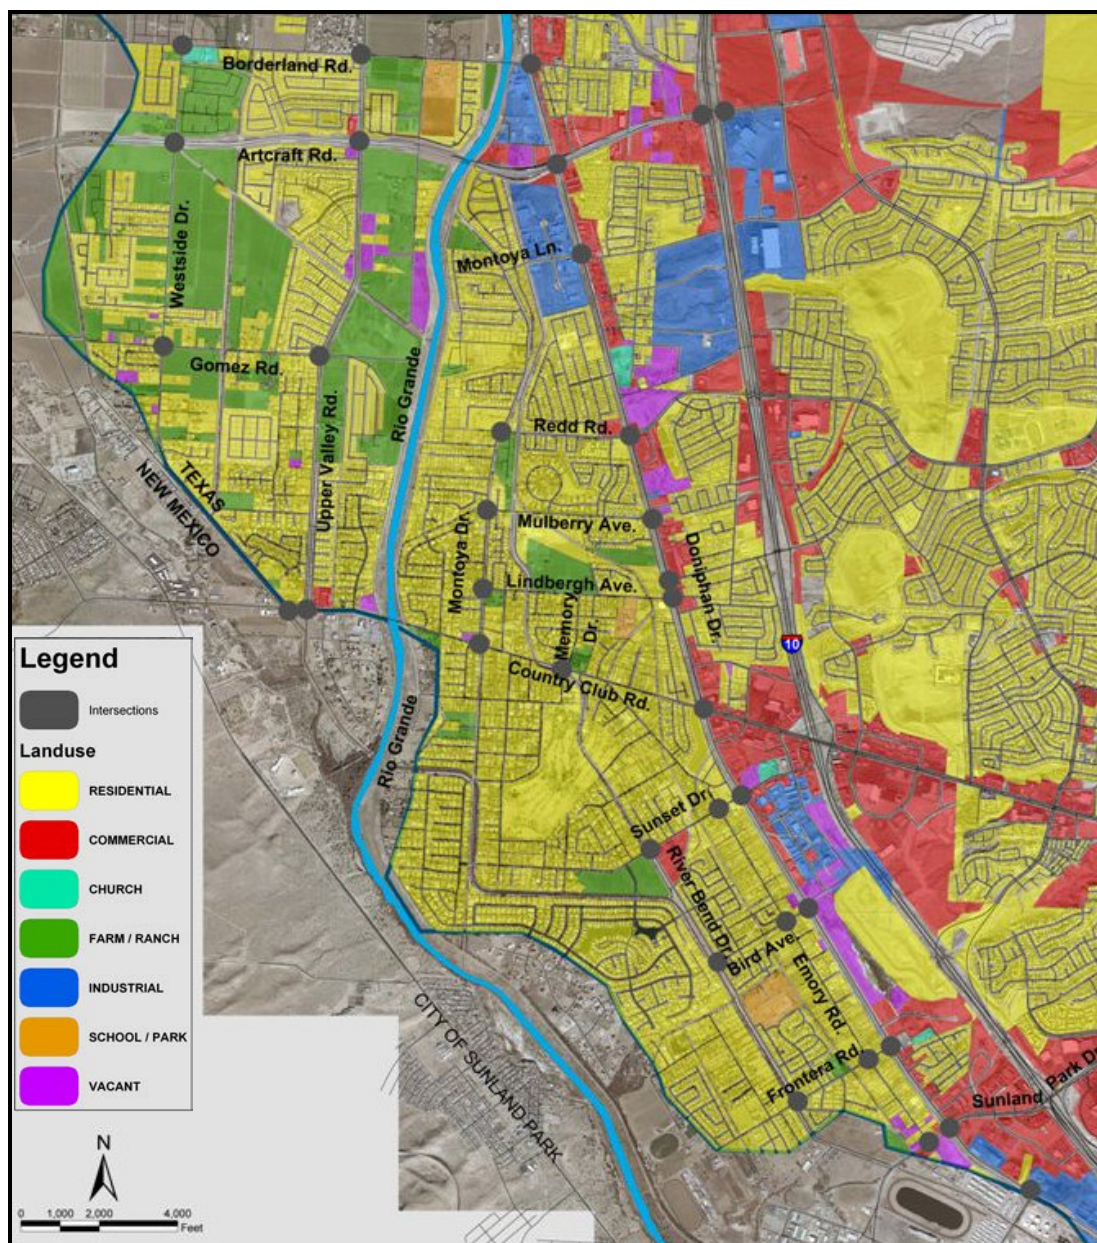 Borderland Rd.
Artcraft Rd.
Westside Dr.
Montoya Ln.
Gomez Rd.
Rio Grande
Upper Valley Rd.
Redd Rd.
TEXAS
NEW MEXICO
Mulberry Ave.
Montoya Dr.
Lindbergh Ave.
Doniphan Dr.
Memory
Dr.
10
Country Club Rd.
Rio Grande
Sunset Dr.
River Bend Dr.
Bird Ave.
Emory Rd.
Frontera Rd.
Sunland Park Dr.
CITY OF SUNLAND PARK
Legend
Intersections
Landuse
RESIDENTIAL
COMMERCIAL
CHURCH
FARM / RANCH
INDUSTRIAL
SCHOOL / PARK
VACANT
N
0 1,000 2,000 4,000
Feet